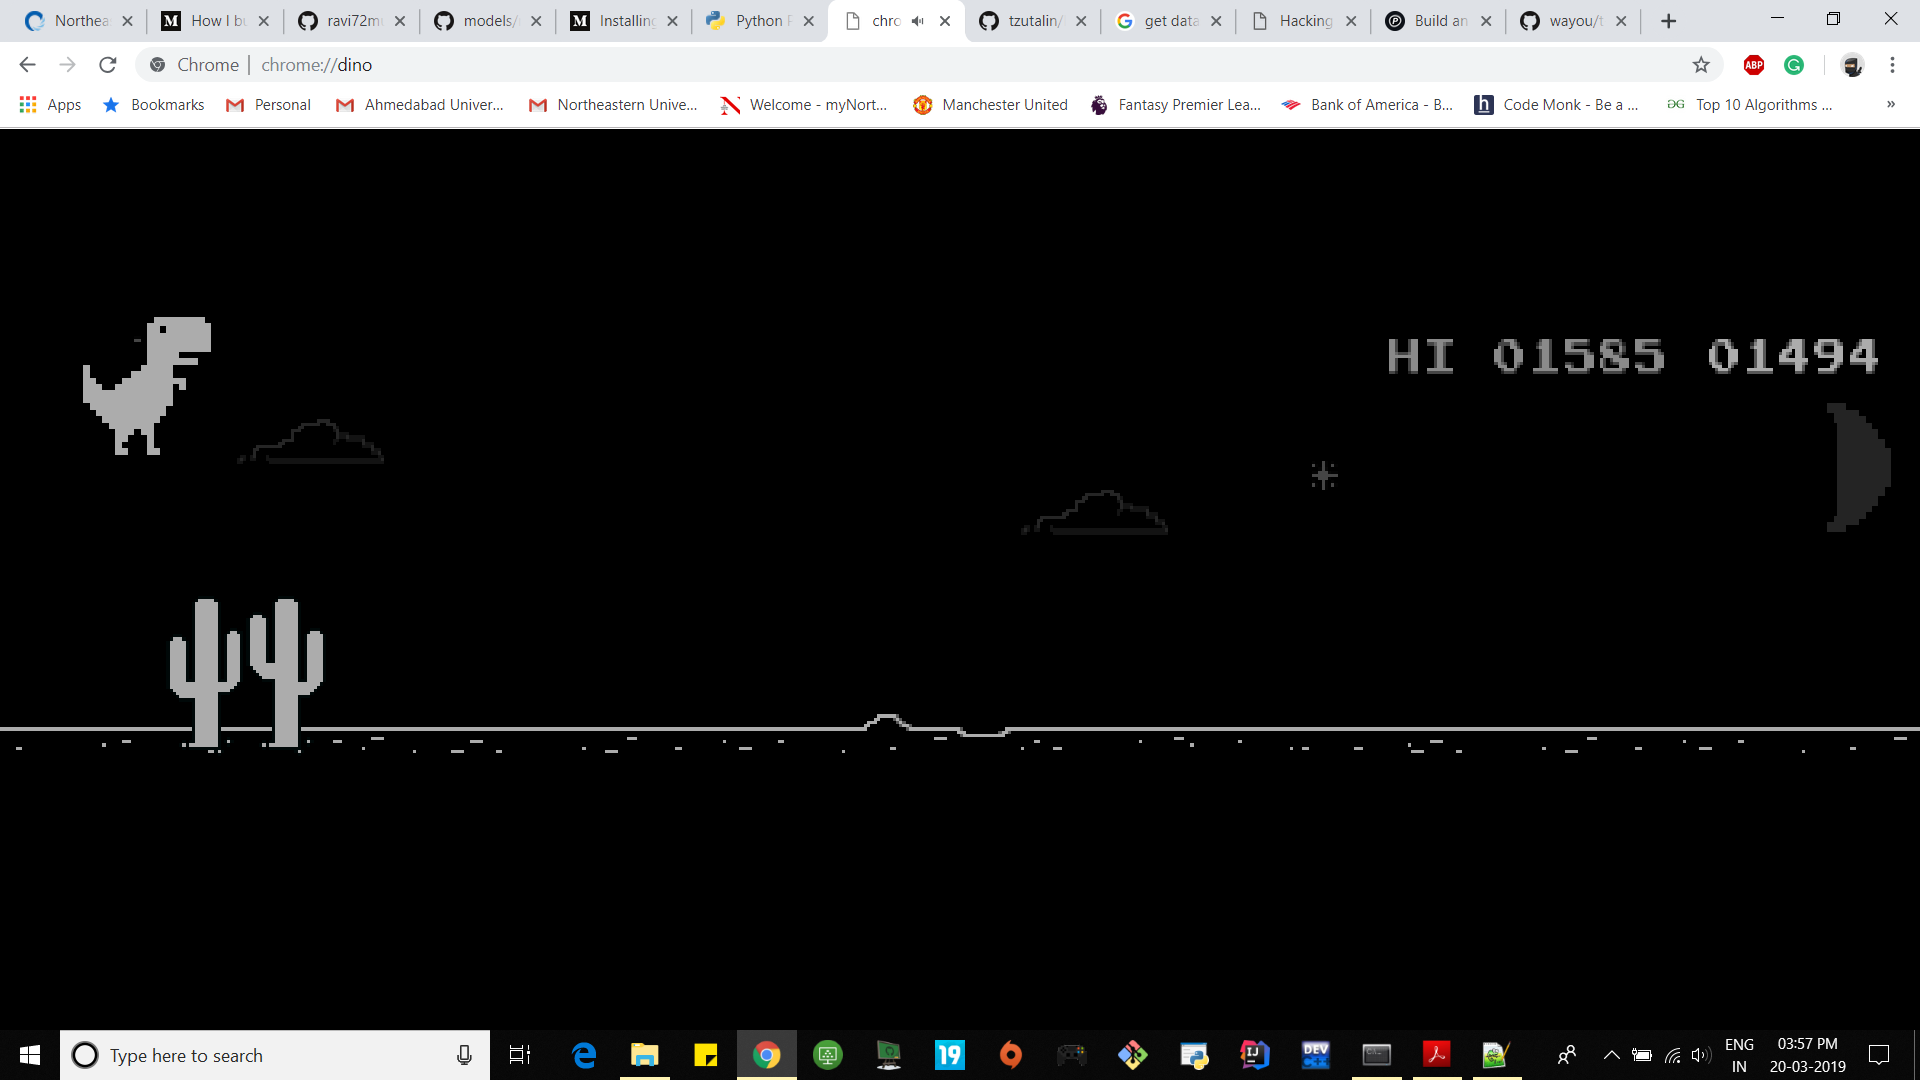 Northea
How I bu
ravi72m
models/
Installing
Python
chro
tzutalin/
get data
Hacking
Build an
wayou/t
Chrome | chrome://dino
ABP
Apps Bookmarks Personal Ahmedabad Univer... Northeastern Unive... Welcome - myNort... Manchester United Fantasy Premier Lea... Bank of America - B... Code Monk - Be a ... Top 10 Algorithms ... »
HI 01585 01494
Type here to search
19
IJ
DEV
ENG
IN
03:57 PM
20-03-2019